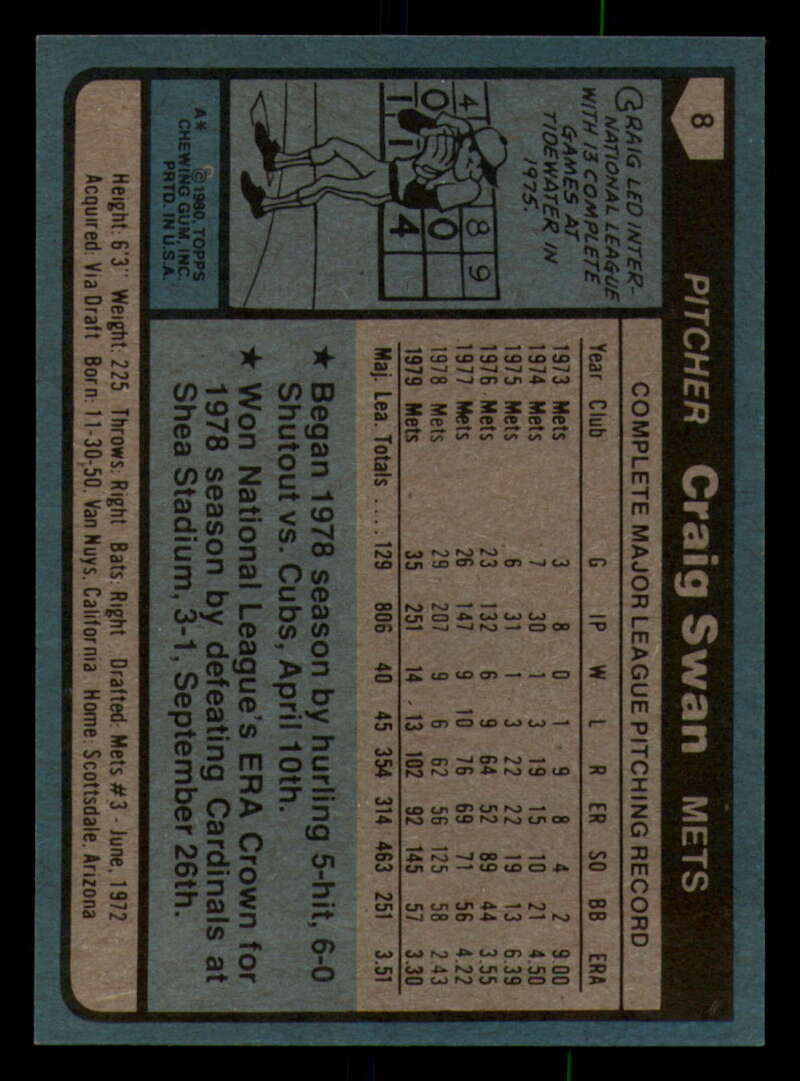 8
PITCHER Craig Swan METS
CRAIG LED INTER-
NATIONAL LEAGUE
WITH 13 COMPLETE
GAMES AT
TIDEWATER IN
1975.
4 8 9
0 0
1 1 4
COMPLETE MAJOR LEAGUE PITCHING RECORD
Year Club G IP W L R ER SO BB ERA
1973 Mets 3 8 0 1 9 8 4 2 9.00
1974 Mets 7 30 1 3 19 15 10 21 4.50
1975 Mets 6 31 1 3 22 22 19 13 6.39
1976 Mets 23 132 6 9 64 52 89 44 3.55
1977 Mets 26 147 9 10 76 69 71 56 4.22
1978 Mets 29 207 9 6 62 56 125 58 2.43
1979 Mets 35 251 14 13 102 92 145 57 3.30
Maj. Lea. Totals .... 129 806 40 45 354 314 463 251 3.51
★ Began 1978 season by hurling 5-hit, 6-0
Shutout vs. Cubs, April 10th.
★ Won National League's ERA Crown for
1978 season by defeating Cardinals at
Shea Stadium, 3-1, September 26th.
A* © 1980, TOPPS
CHEWING GUM, INC.
PRTD. IN U.S.A.
Height: 6'3" Weight: 225 Throws: Right Bats: Right Drafted: Mets #3 - June, 1972
Acquired: Via Draft Born: 11-30-50, Van Nuys, California Home: Scottsdale, Arizona